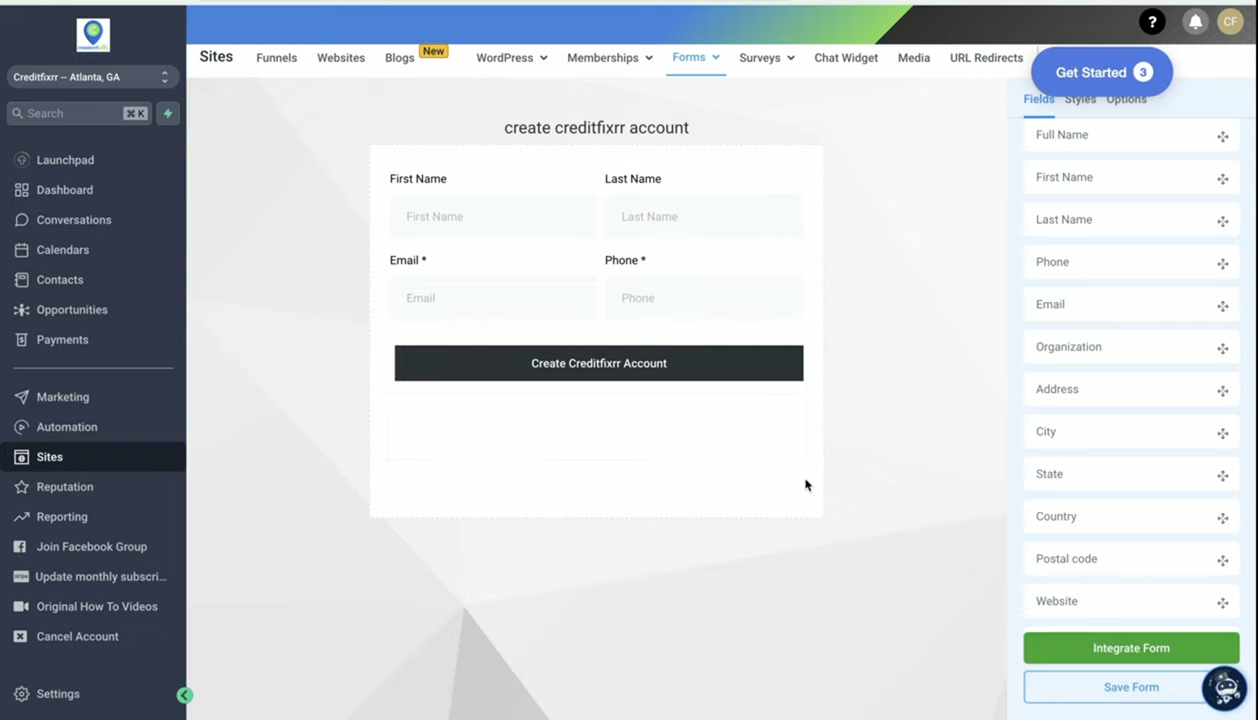 Creditfixrr -- Atlanta, GA
Search ⌘ K
Launchpad
Dashboard
Conversations
Calendars
Contacts
Opportunities
Payments
Marketing
Automation
Sites
Reputation
Reporting
Join Facebook Group
Update monthly subscri...
Original How To Videos
Cancel Account
Settings
? CF
Sites Funnels Websites Blogs New WordPress Memberships Forms Surveys Chat Widget Media URL Redirects
Get Started 3
create creditfixrr account
First Name Last Name
First Name Last Name
Email * Phone *
Email Phone
Create Creditfixrr Account
Fields Styles Options
Full Name
First Name
Last Name
Phone
Email
Organization
Address
City
State
Country
Postal code
Website
Integrate Form
Save Form